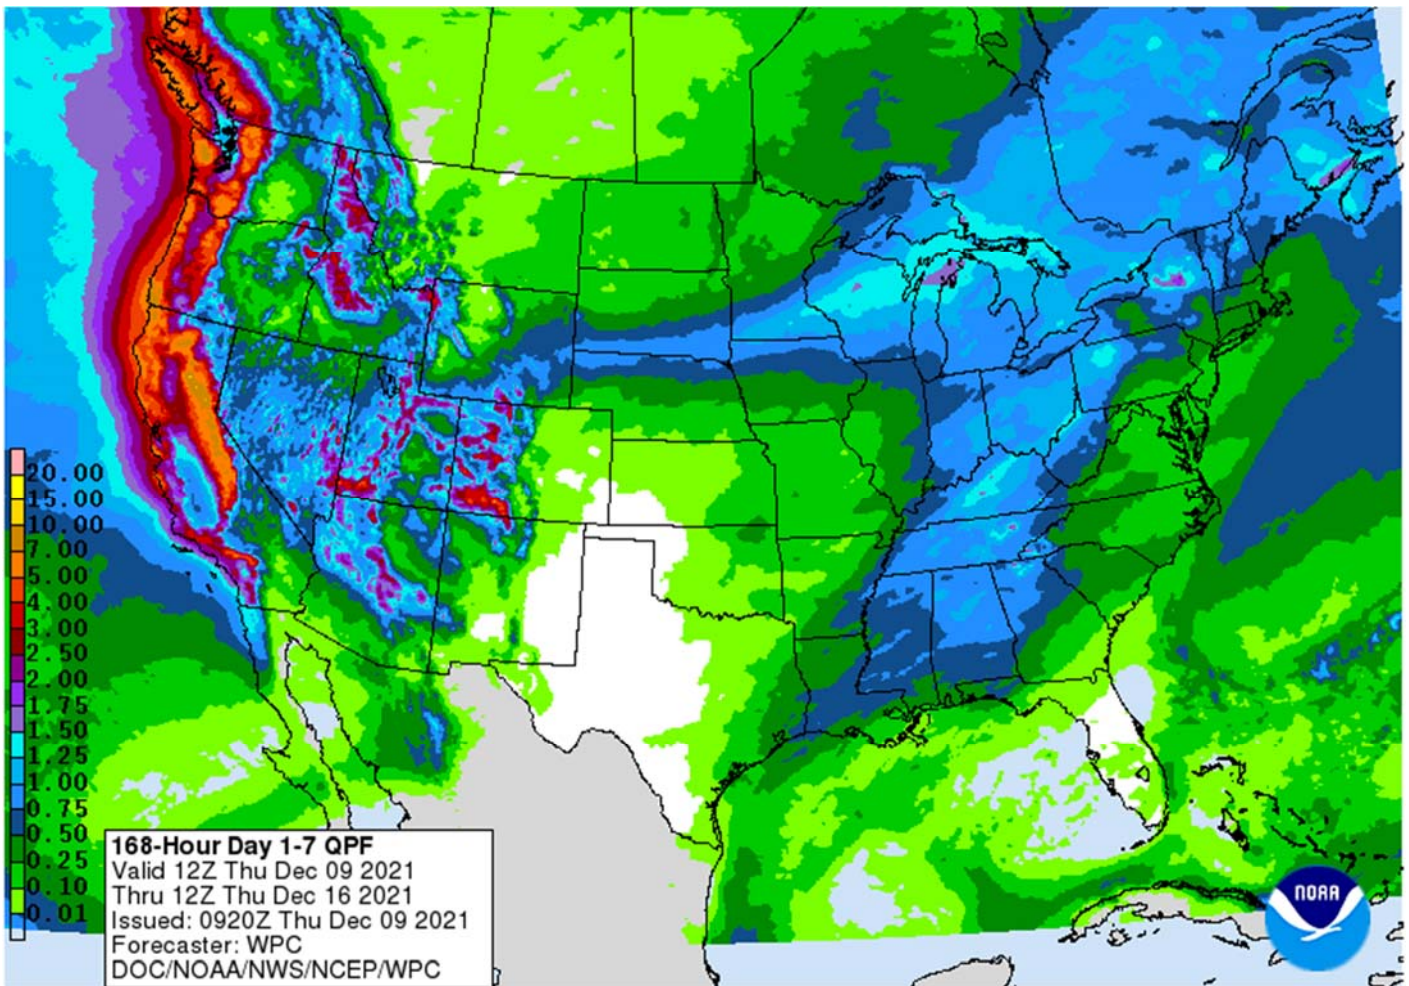 20.00
15.00
10.00
7.00
5.00
4.00
3.00
2.50
2.00
1.75
1.50
1.25
1.00
0.75
0.50
0.25
0.10
0.01
168-Hour Day 1-7 QPF
Valid 12Z Thu Dec 09 2021
Thru 12Z Thu Dec 16 2021
Issued: 0920Z Thu Dec 09 2021
Forecaster: WPC
DOC/NOAA/NWS/NCEP/WPC
NOAA